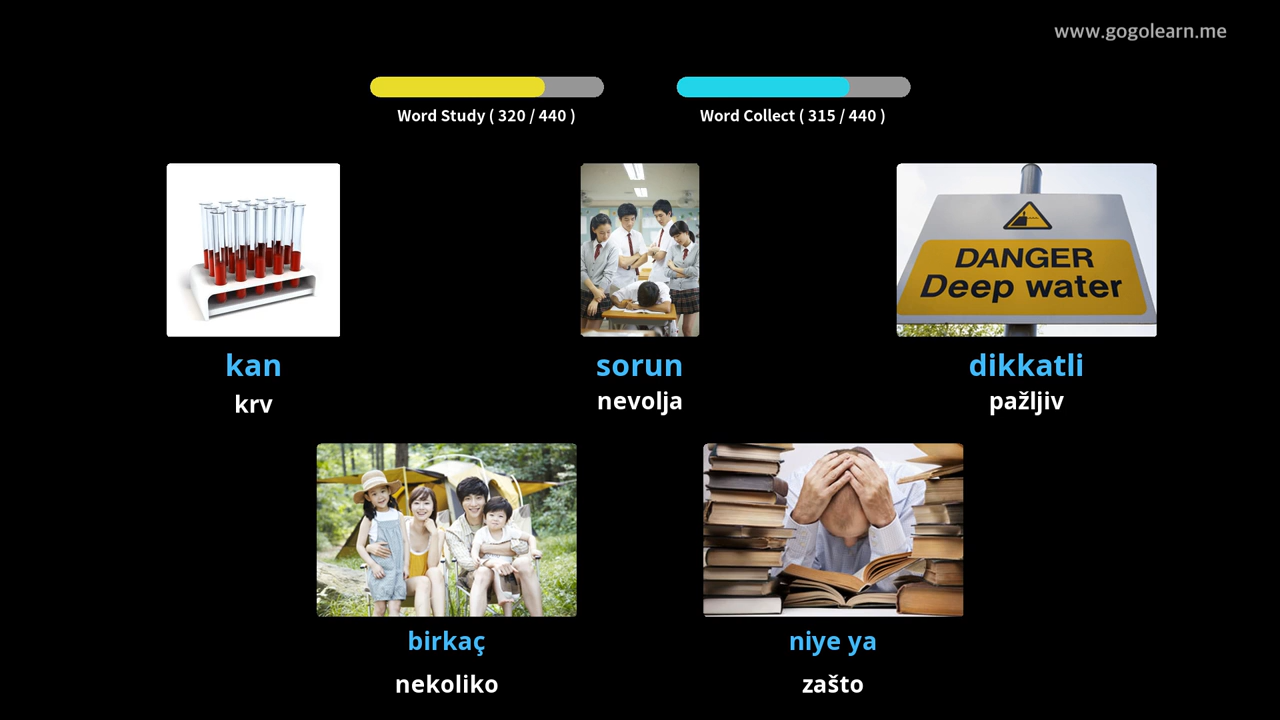 www.gogolearn.me
Word Study ( 320 / 440 )
Word Collect ( 315 / 440 )
DANGER
Deep water
kan
sorun
dikkatli
krv
nevolja
pažljiv
birkaç
niye ya
nekoliko
zašto